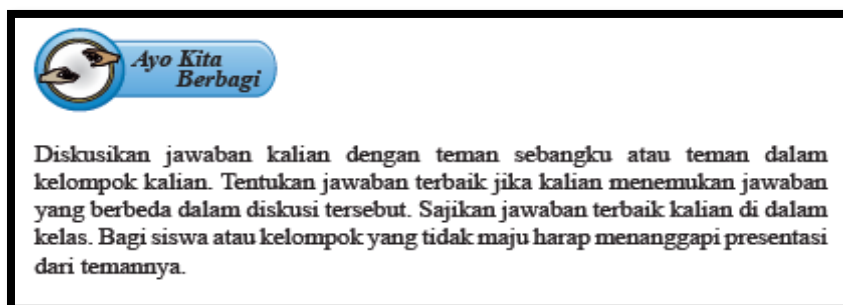 Ayo Kita
Berbagi
Diskusikan jawaban kalian dengan teman sebangku atau teman dalam
kelompok kalian. Tentukan jawaban terbaik jika kalian menemukan jawaban
yang berbeda dalam diskusi tersebut. Sajikan jawaban terbaik kalian di dalam
kelas. Bagi siswa atau kelompok yang tidak maju harap menanggapi presentasi
dari temannya.